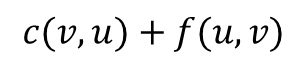 c(v,u) + f(u,v)